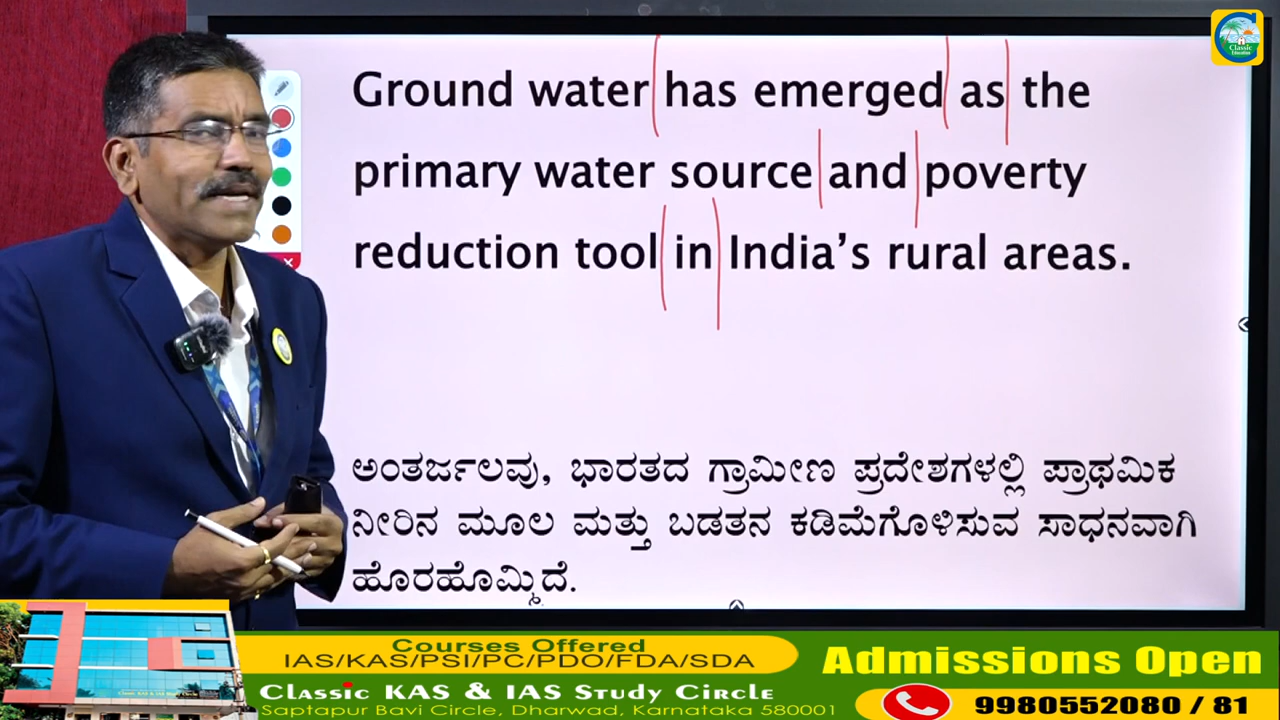 Classic
Education
Ground water has emerged as the
primary water source and poverty
reduction tool in India's rural areas.
ಅಂತರ್ಜಲವು, ಭಾರತದ ಗ್ರಾಮೀಣ ಪ್ರದೇಶಗಳಲ್ಲಿ ಪ್ರಾಥಮಿಕ
ನೀರಿನ ಮೂಲ ಮತ್ತು ಬಡತನ ಕಡಿಮೆಗೊಳಿಸುವ ಸಾಧನವಾಗಿ
ಹೊರಹೊಮ್ಮಿದೆ.
Courses Offered
IAS/KAS/PSI/PC/PDO/FDA/SDA
Classic KAS & IAS Study Circle
Saptapur Bavi Circle, Dharwad, Karnataka 580001
Admissions Open
9980552080 / 81